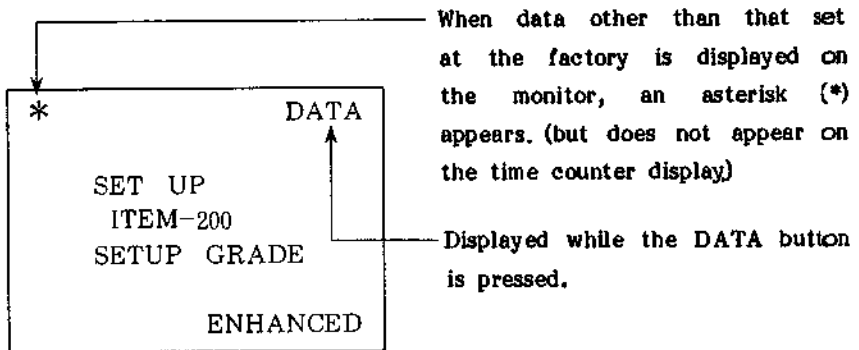 When data other than that set
at the factory is displayed on
the monitor, an asterisk (*)
appears. (but does not appear on
the time counter display.)
* DATA
SET UP
ITEM-200
SETUP GRADE
ENHANCED
Displayed while the DATA button
is pressed.